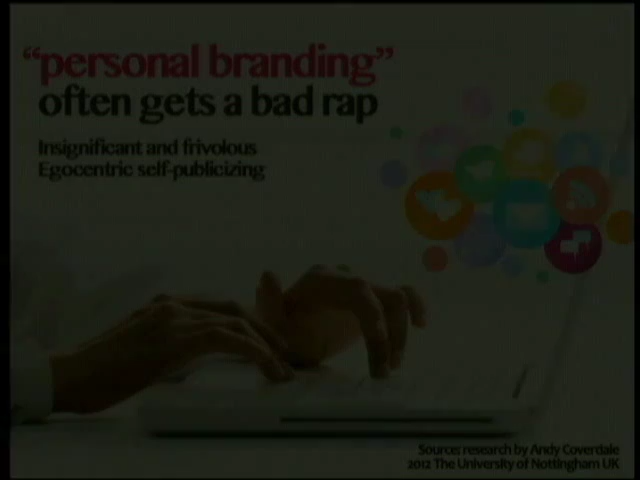 “personal branding”
often gets a bad rap
Insignificant and frivolous
Egocentric self-publicizing
Source: research by Andy Coverdale
2012 The University of Nottingham UK